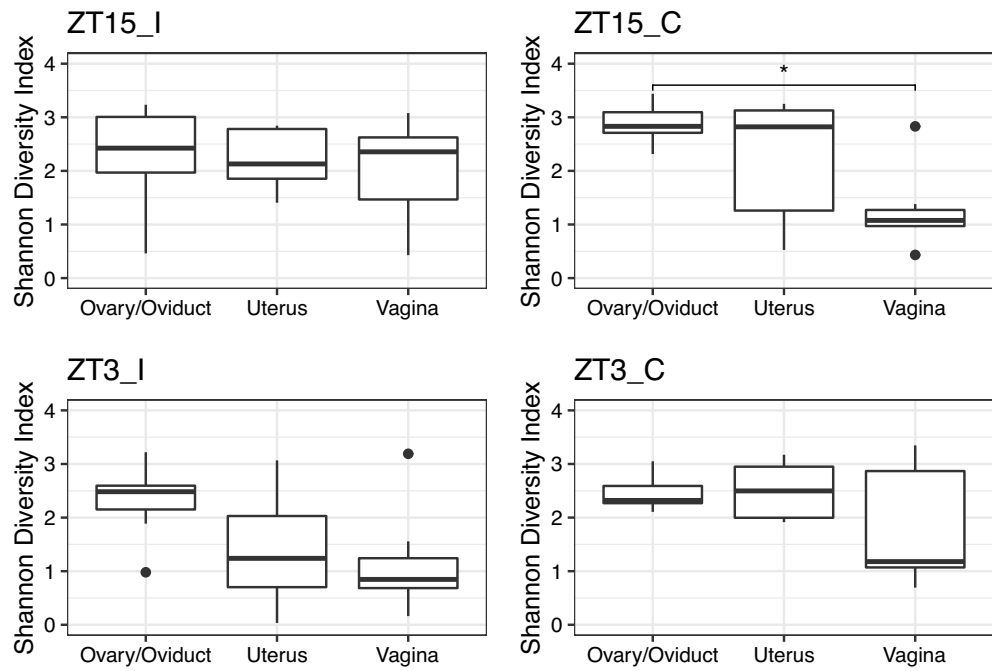 ZT15_I
Shannon Diversity Index
4
3
2
1
0
Ovary/Oviduct Uterus Vagina
ZT15_C
Shannon Diversity Index
4
3
2
1
0
*
Ovary/Oviduct Uterus Vagina
ZT3_I
Shannon Diversity Index
4
3
2
1
0
Ovary/Oviduct Uterus Vagina
ZT3_C
Shannon Diversity Index
4
3
2
1
0
Ovary/Oviduct Uterus Vagina